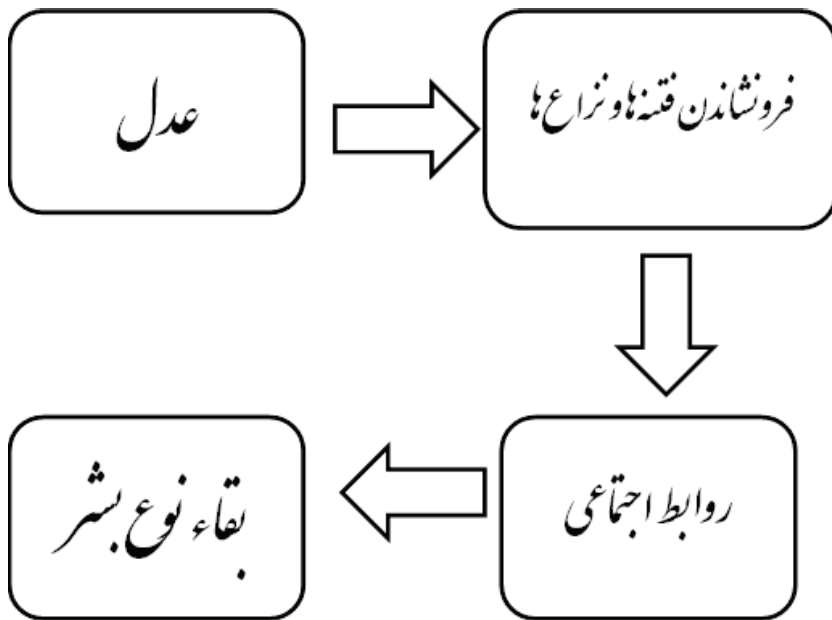 عدل
فرونشاندن فتنه‌ها و نزاع‌ها
روابط اجتماعی
بقاء نوع بشر